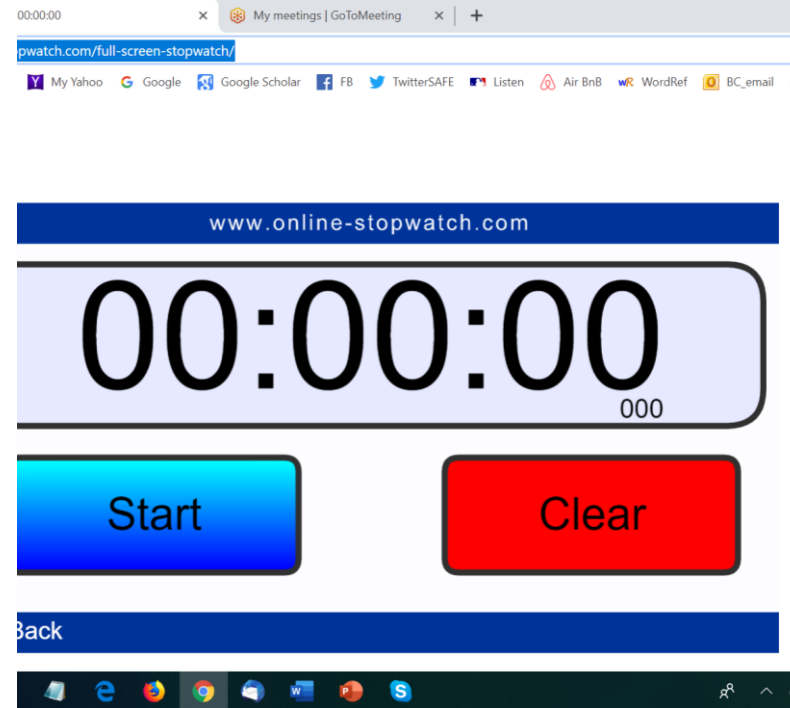 00:00:00 × My meetings | GoToMeeting × +
pwatch.com/full-screen-stopwatch/
Y My Yahoo G Google Google Scholar f FB TwitterSAFE Listen Air BnB wR WordRef O BC_email
www.online-stopwatch.com
00:00:00
000
Start Clear
Back